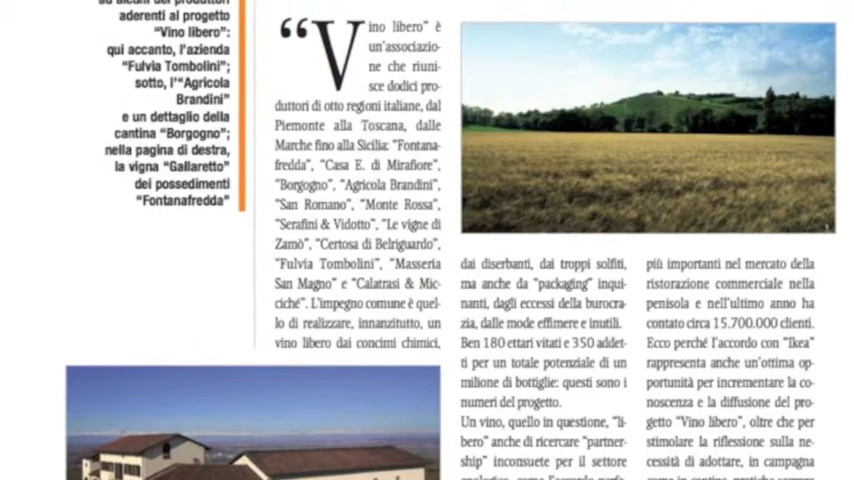 ad alcuni dei produttori
aderenti al progetto
“Vino libero”:
qui accanto, l’azienda
“Fulvia Tombolini”;
sotto, l’“Agricola
Brandini”
e un dettaglio della
cantina “Borgogno”;
nella pagina di destra,
la vigna “Gallaretto”
dei possedimenti
“Fontanafredda”
“Vino libero” è
un’associazio-
ne che riuni-
sce dodici pro-
duttori di otto regioni italiane, dal
Piemonte alla Toscana, dalle
Marche fino alla Sicilia: “Fontana-
fredda”, “Casa E. di Mirafiore”,
“Borgogno”, “Agricola Brandini”,
“San Romano”, “Monte Rossa”,
“Serafini & Vidotto”, “Le vigne di
Zamò”, “Certosa di Belriguardo”,
“Fulvia Tombolini”, “Masseria
San Magno” e “Calatrasi & Mic-
ciché”. L’impegno comune è quel-
lo di realizzare, innanzitutto, un
vino libero dai concimi chimici,
dai diserbanti, dai troppi solfiti,
ma anche da “packaging” inqui-
nanti, dagli eccessi della burocra-
zia, dalle mode effimere e inutili.
Ben 180 ettari vitati e 350 addet-
ti per un totale potenziale di un
milione di bottiglie: questi sono i
numeri del progetto.
Un vino, quello in questione, “li-
bero” anche di ricercare “partner-
ship” inconsuete per il settore
più importanti nel mercato della
ristorazione commerciale nella
penisola e nell’ultimo anno ha
contato circa 15.700.000 clienti.
Ecco perché l’accordo con “Ikea”
rappresenta anche un’ottima op-
portunità per incrementare la co-
noscenza e la diffusione del pro-
getto “Vino libero”, oltre che per
stimolare la riflessione sulla ne-
cessità di adottare, in campagna